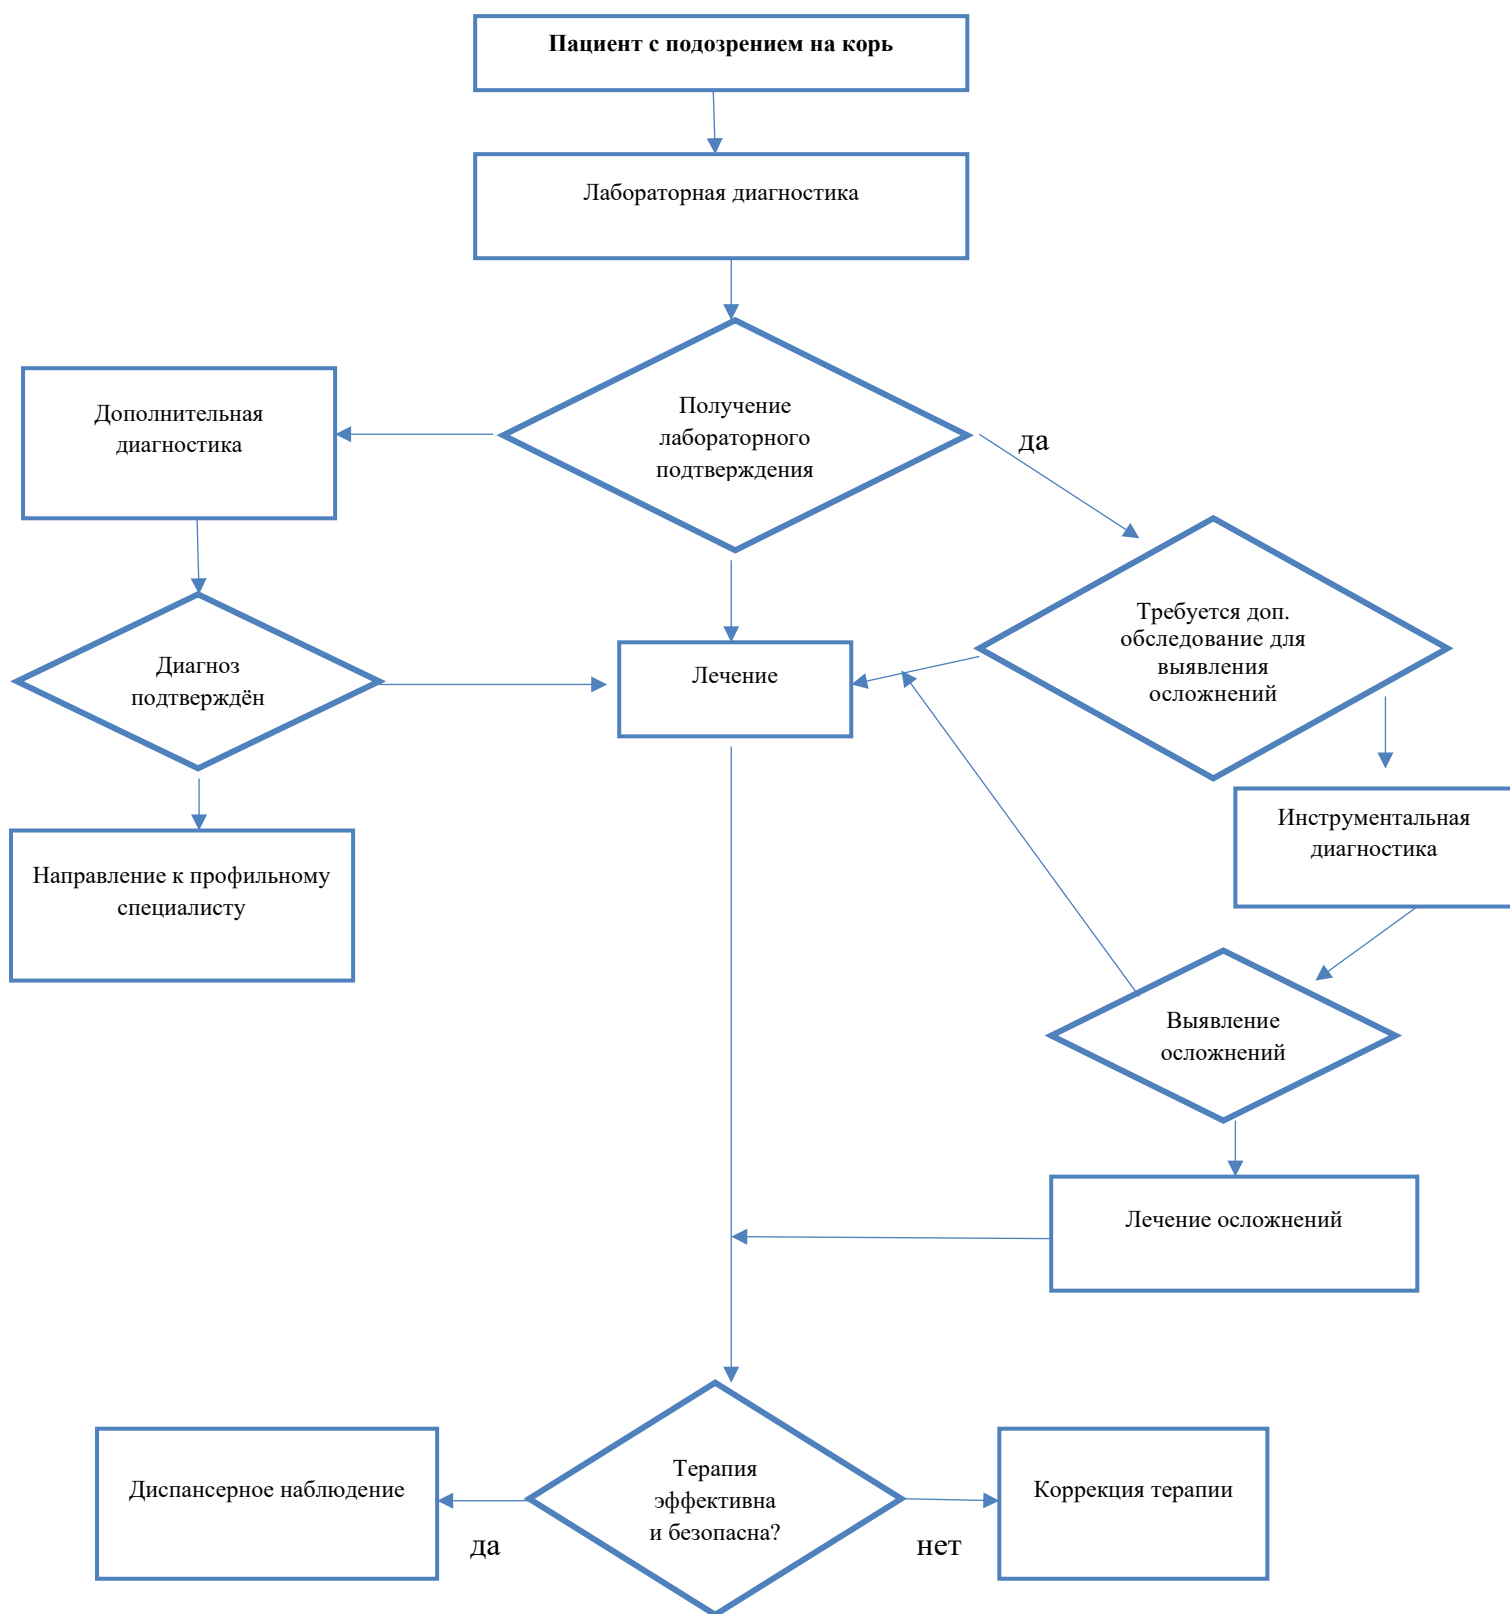 Пациент с подозрением на корь
Лабораторная диагностика
Получение
лабораторного
подтверждения
да
Дополнительная
диагностика
Требуется доп.
обследование для
выявления
осложнений
Диагноз
подтверждён
Лечение
Инструментальная
диагностика
Направление к профильному
специалисту
Выявление
осложнений
Лечение осложнений
Терапия
эффективна
и безопасна?
Диспансерное наблюдение
Коррекция терапии
да
нет